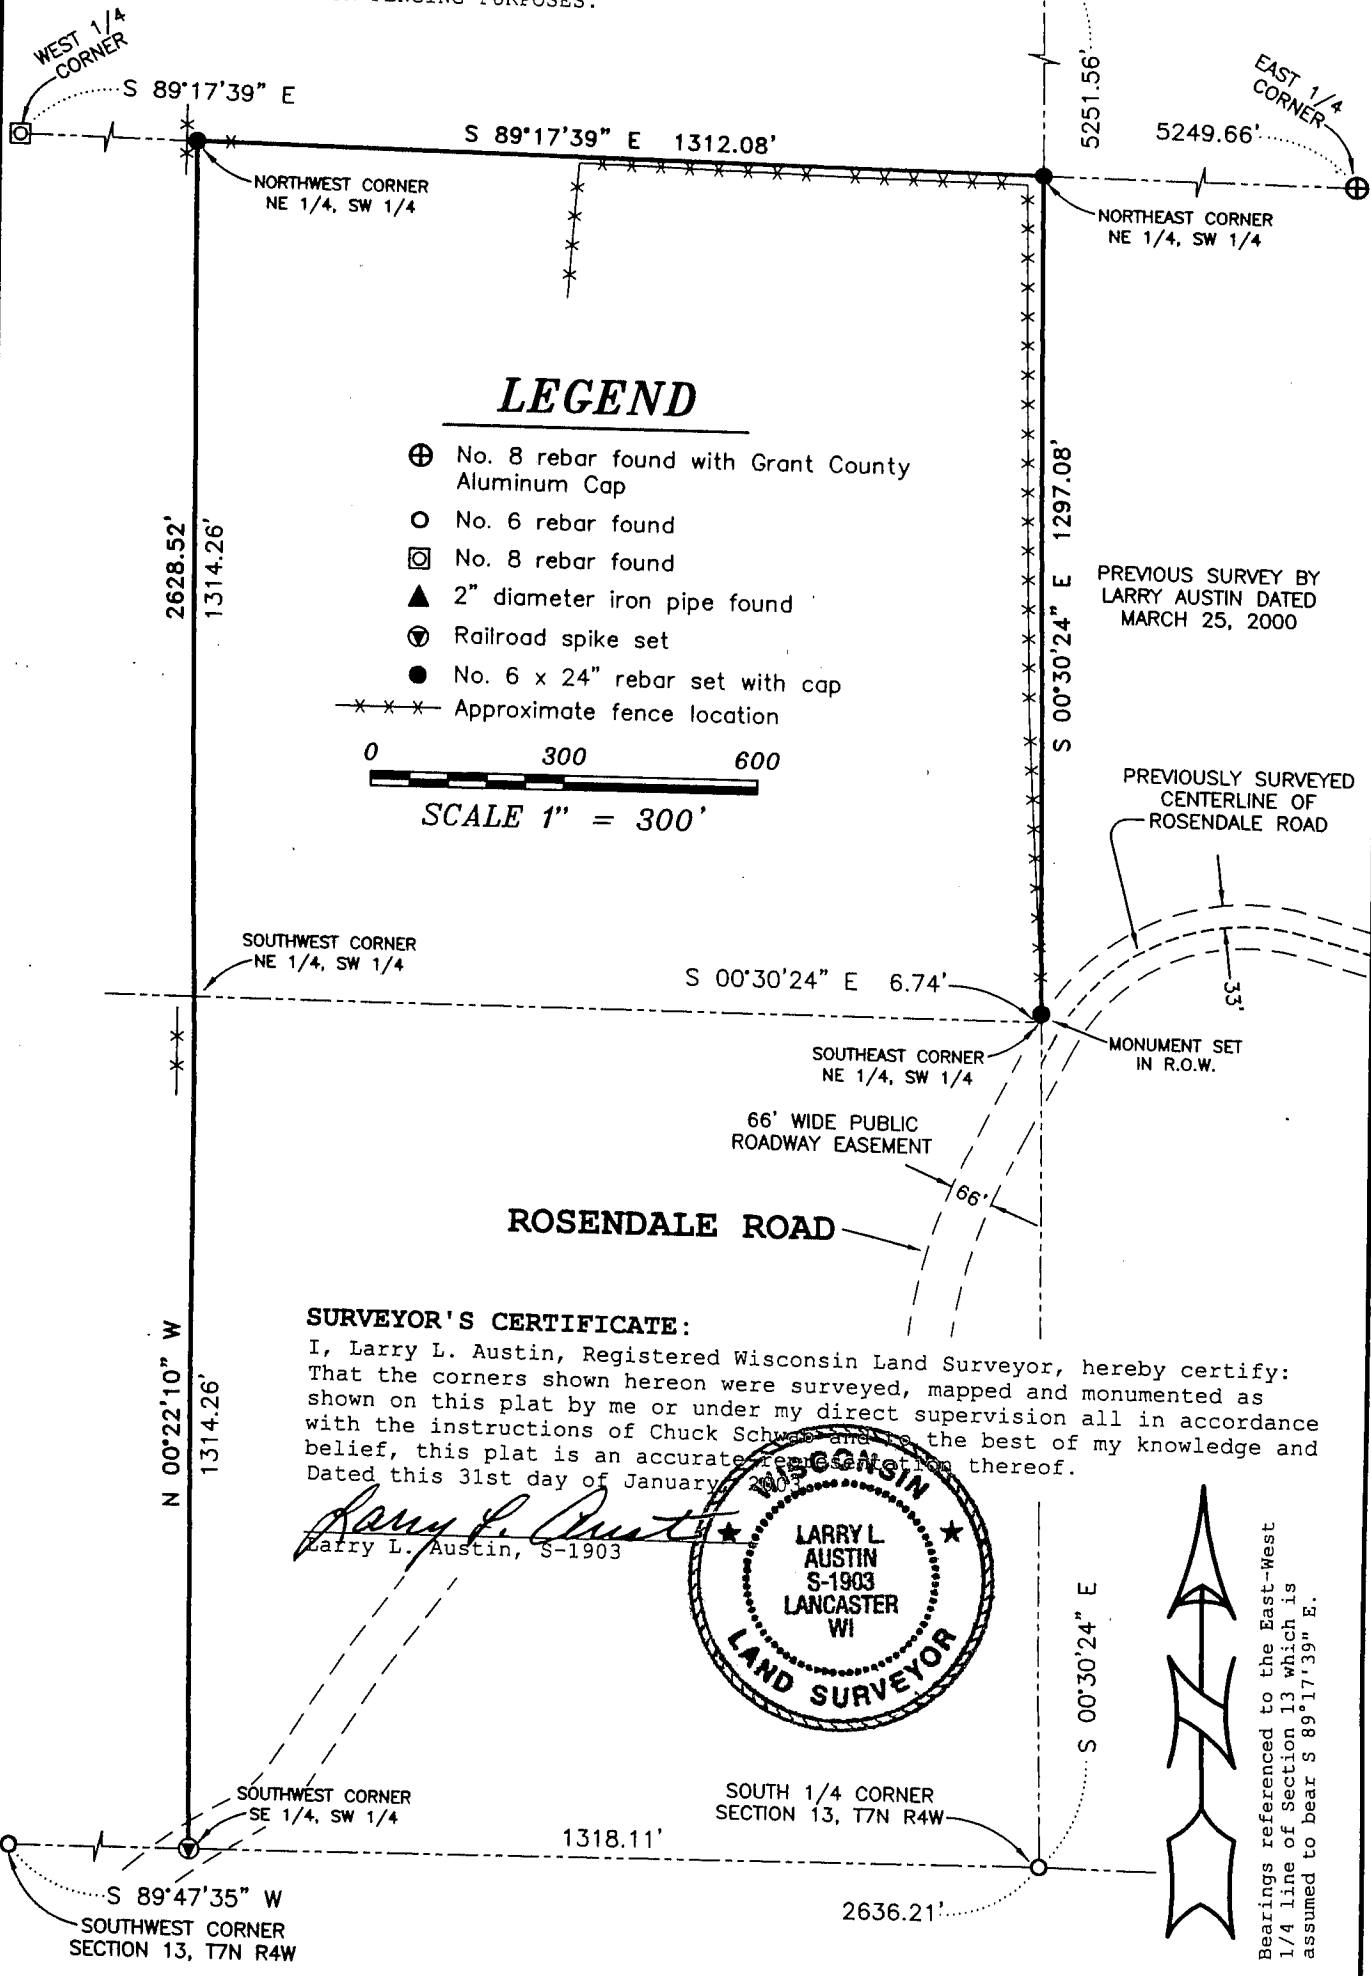 FENCING PURPOSES.
WEST 1/4
CORNER
S 89°17'39" E
S 89°17'39" E 1312.08'
5251.56'
EAST 1/4
CORNER
5249.66'
NORTHWEST CORNER
NE 1/4, SW 1/4
NORTHEAST CORNER
NE 1/4, SW 1/4
LEGEND
No. 8 rebar found with Grant County
Aluminum Cap
No. 6 rebar found
No. 8 rebar found
2" diameter iron pipe found
Railroad spike set
No. 6 x 24" rebar set with cap
Approximate fence location
0 300 600
SCALE 1" = 300'
2628.52'
1314.26'
S 00°30'24" E 1297.08'
PREVIOUS SURVEY BY
LARRY AUSTIN DATED
MARCH 25, 2000
PREVIOUSLY SURVEYED
CENTERLINE OF
ROSENDALE ROAD
33'
SOUTHWEST CORNER
NE 1/4, SW 1/4
S 00°30'24" E 6.74'
SOUTHEAST CORNER
NE 1/4, SW 1/4
MONUMENT SET
IN R.O.W.
66' WIDE PUBLIC
ROADWAY EASEMENT
66'
ROSENDALE ROAD
N 00°22'10" W
1314.26'
SURVEYOR'S CERTIFICATE:
I, Larry L. Austin, Registered Wisconsin Land Surveyor, hereby certify:
That the corners shown hereon were surveyed, mapped and monumented as
shown on this plat by me or under my direct supervision all in accordance
with the instructions of Chuck Schwab and to the best of my knowledge and
belief, this plat is an accurate representation thereof.
Dated this 31st day of January, 2003
Larry L. Aust
Larry L. Austin, S-1903
WISCONSIN
LARRY L.
AUSTIN
S-1903
LANCASTER
WI
LAND SURVEYOR
S 00°30'24" E
N
Bearings referenced to the East-West
1/4 line of Section 13 which is
assumed to bear S 89°17'39" E.
SOUTHWEST CORNER
SE 1/4, SW 1/4
SOUTH 1/4 CORNER
SECTION 13, T7N R4W
1318.11'
S 89°47'35" W
SOUTHWEST CORNER
SECTION 13, T7N R4W
2636.21'